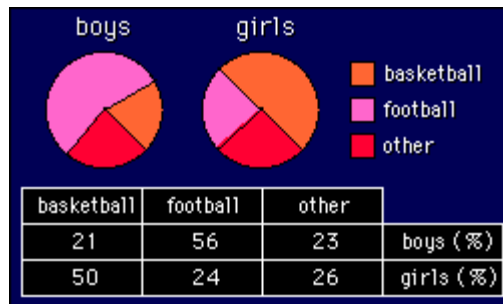 boys girls
basketball
football
other
basketball football other
21 56 23 boys (%)
50 24 26 girls (%)